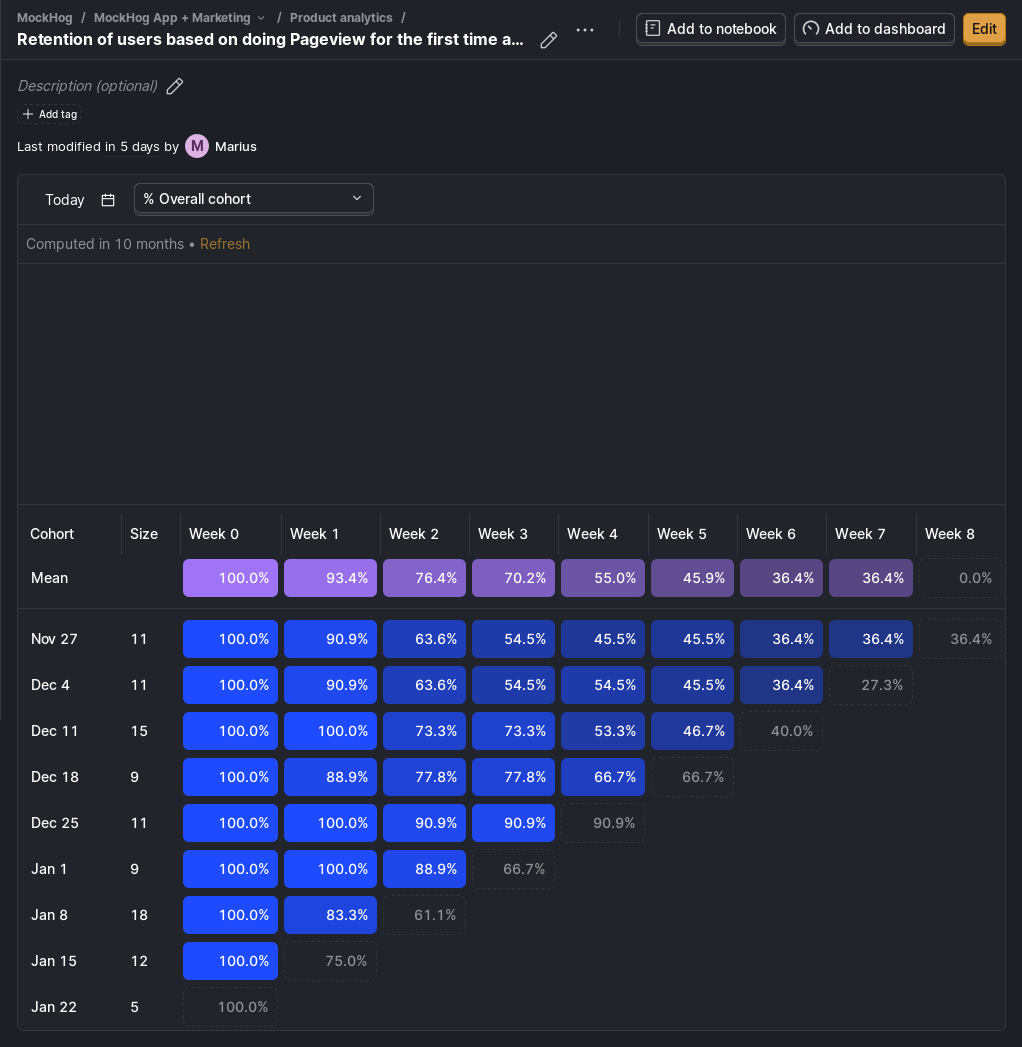 MockHog / MockHog App + Marketing / Product analytics /
Retention of users based on doing Pageview for the first time a...
Add to notebook
Add to dashboard
Edit
Description (optional)
Add tag
Last modified in 5 days by M Marius
Today % Overall cohort
Computed in 10 months • Refresh
Cohort Size Week 0 Week 1 Week 2 Week 3 Week 4 Week 5 Week 6 Week 7 Week 8
Mean 100.0% 93.4% 76.4% 70.2% 55.0% 45.9% 36.4% 36.4% 0.0%
Nov 27 11 100.0% 90.9% 63.6% 54.5% 45.5% 45.5% 36.4% 36.4% 36.4%
Dec 4 11 100.0% 90.9% 63.6% 54.5% 54.5% 45.5% 36.4% 27.3%
Dec 11 15 100.0% 100.0% 73.3% 73.3% 53.3% 46.7% 40.0%
Dec 18 9 100.0% 88.9% 77.8% 77.8% 66.7% 66.7%
Dec 25 11 100.0% 100.0% 90.9% 90.9% 90.9%
Jan 1 9 100.0% 100.0% 88.9% 66.7%
Jan 8 18 100.0% 83.3% 61.1%
Jan 15 12 100.0% 75.0%
Jan 22 5 100.0%